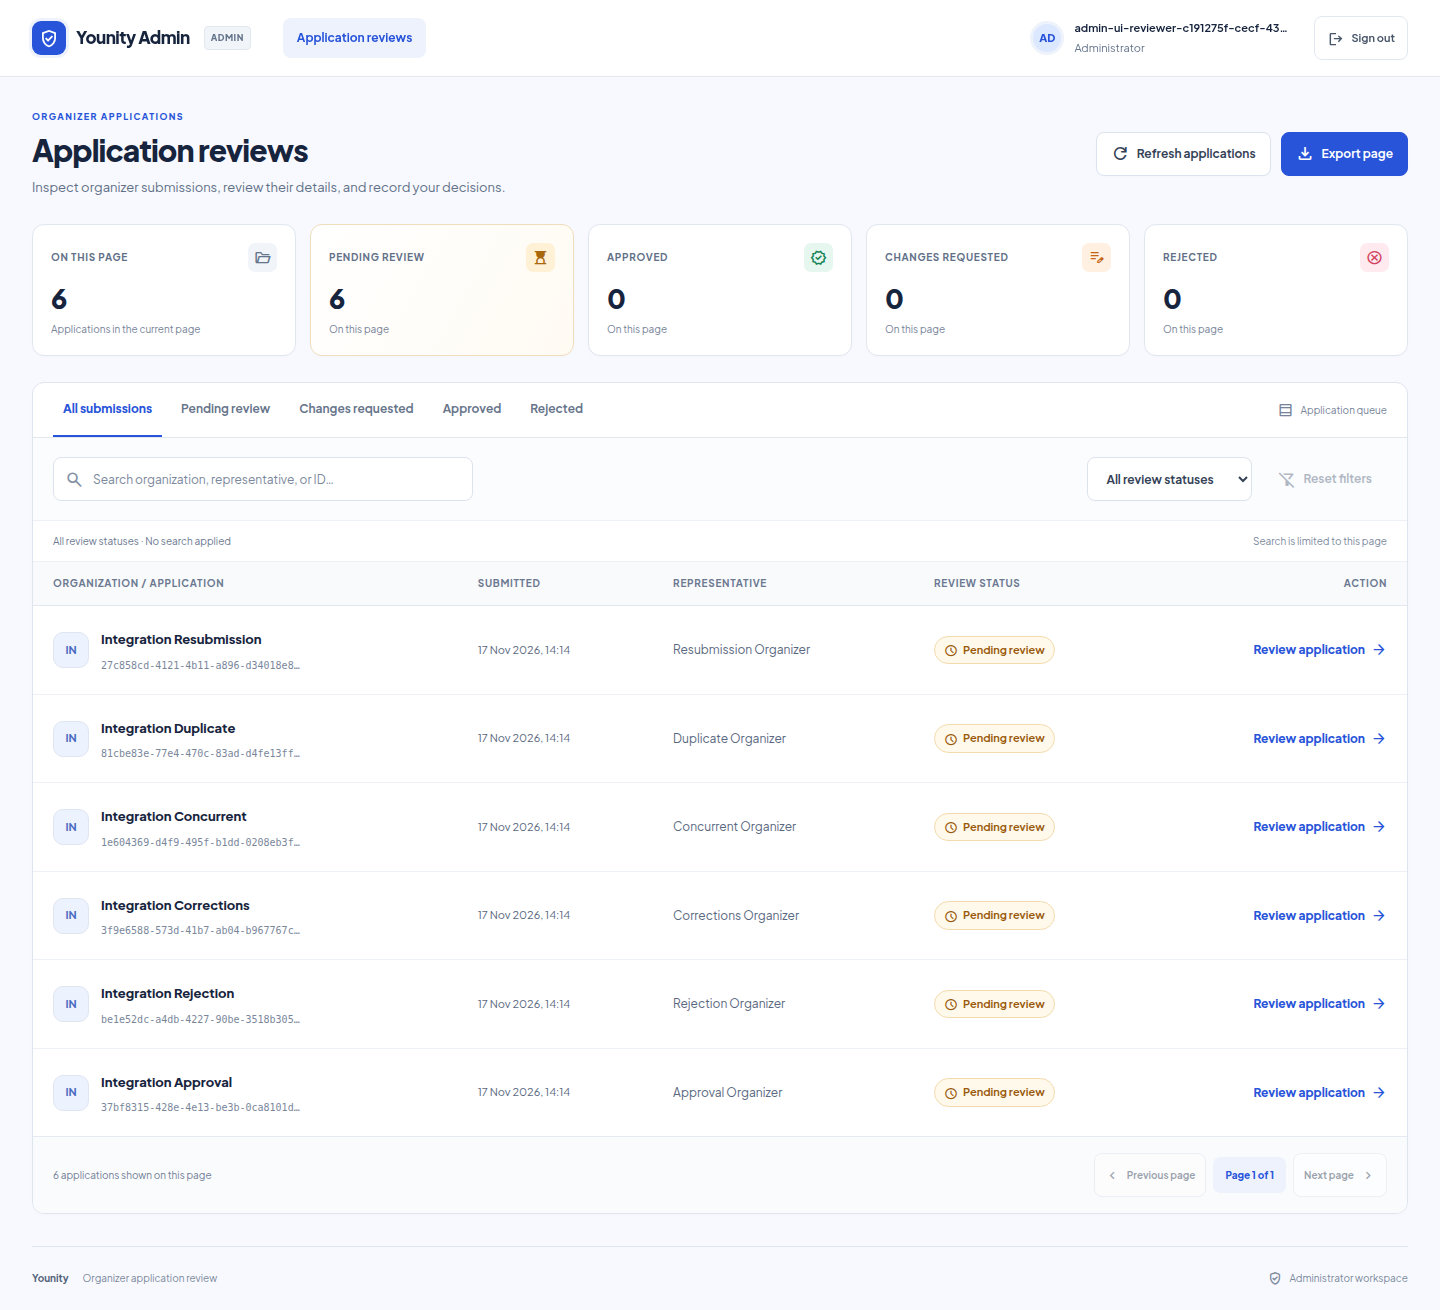 Younity Admin
ADMIN
Application reviews
AD
admin-ui-reviewer-c191275f-cecf-43...
Administrator
Sign out
ORGANIZER APPLICATIONS
Application reviews
Inspect organizer submissions, review their details, and record your decisions.
Refresh applications
Export page
ON THIS PAGE
6
Applications in the current page
PENDING REVIEW
6
On this page
APPROVED
0
On this page
CHANGES REQUESTED
0
On this page
REJECTED
0
On this page
All submissions
Pending review
Changes requested
Approved
Rejected
Application queue
Search organization, representative, or ID...
All review statuses
Reset filters
All review statuses · No search applied
Search is limited to this page
ORGANIZATION / APPLICATION
SUBMITTED
REPRESENTATIVE
REVIEW STATUS
ACTION
IN
Integration Resubmission
27c858cd-4121-4b11-a896-d34018e8…
17 Nov 2026, 14:14
Resubmission Organizer
Pending review
Review application
IN
Integration Duplicate
81cbe83e-77e4-470c-83ad-d4fe13ff…
17 Nov 2026, 14:14
Duplicate Organizer
Pending review
Review application
IN
Integration Concurrent
1e604369-d4f9-495f-b1dd-0208eb3f…
17 Nov 2026, 14:14
Concurrent Organizer
Pending review
Review application
IN
Integration Corrections
3f9e6588-573d-41b7-ab04-b967767c…
17 Nov 2026, 14:14
Corrections Organizer
Pending review
Review application
IN
Integration Rejection
be1e52dc-a4db-4227-90be-3518b305…
17 Nov 2026, 14:14
Rejection Organizer
Pending review
Review application
IN
Integration Approval
37bf8315-428e-4e13-be3b-0ca8101d…
17 Nov 2026, 14:14
Approval Organizer
Pending review
Review application
6 applications shown on this page
Previous page
Page 1 of 1
Next page
Younity
Organizer application review
Administrator workspace